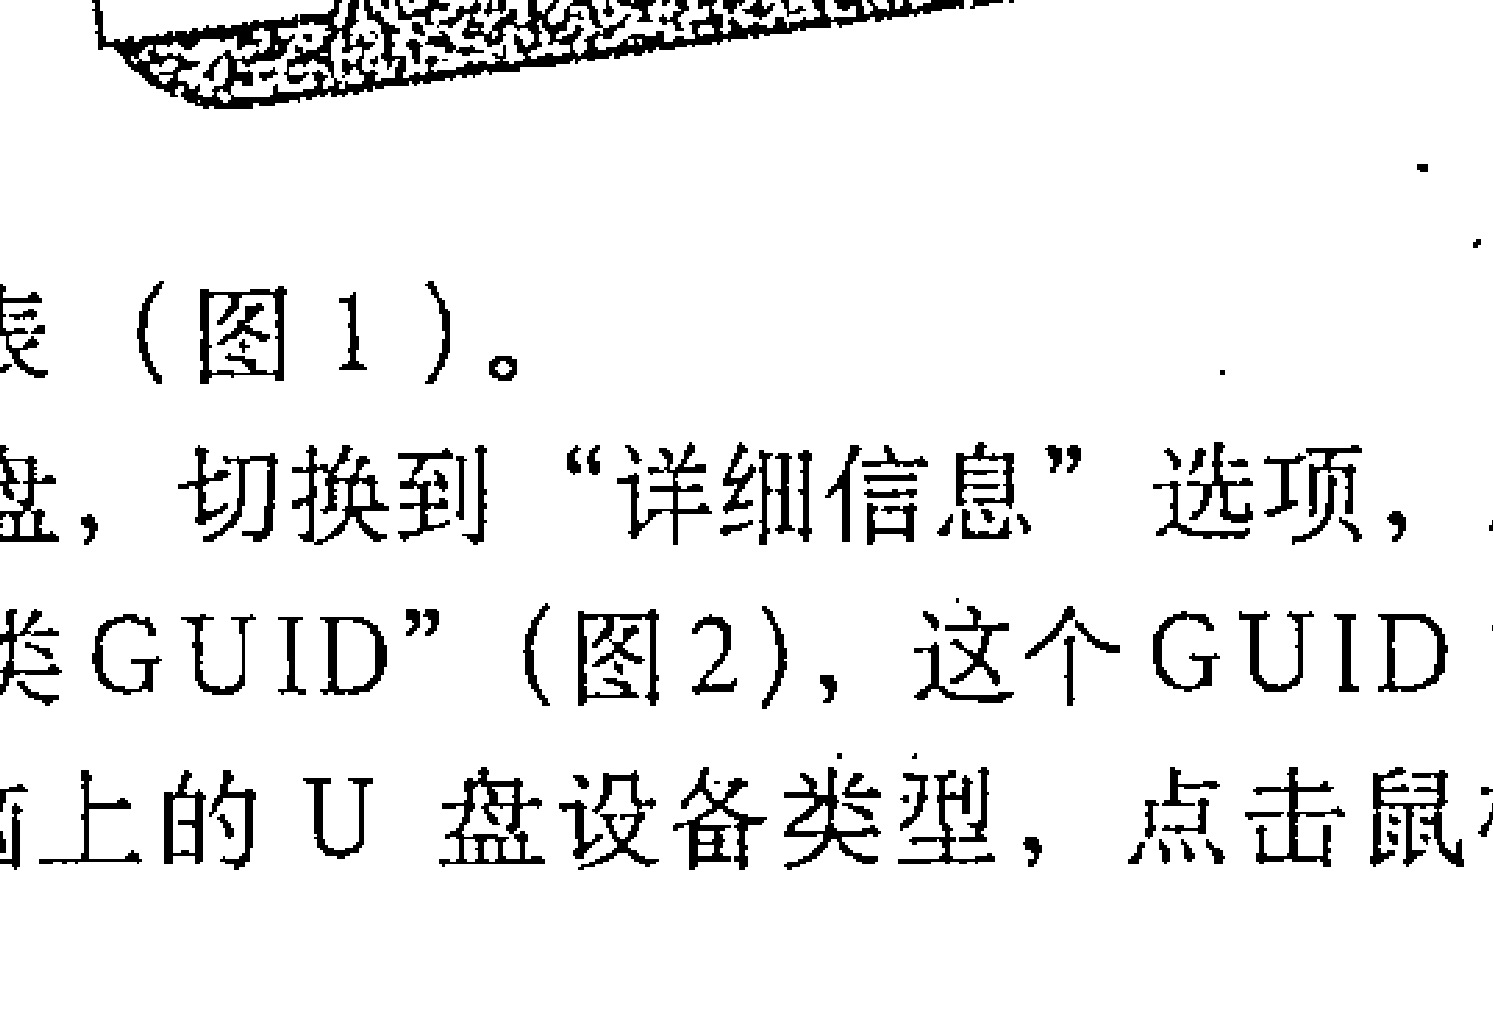 表（图1）。
盘，切换到“详细信息”选项，
类GUID”（图2），这个GUID
上的U 盘设备类型，点击鼠